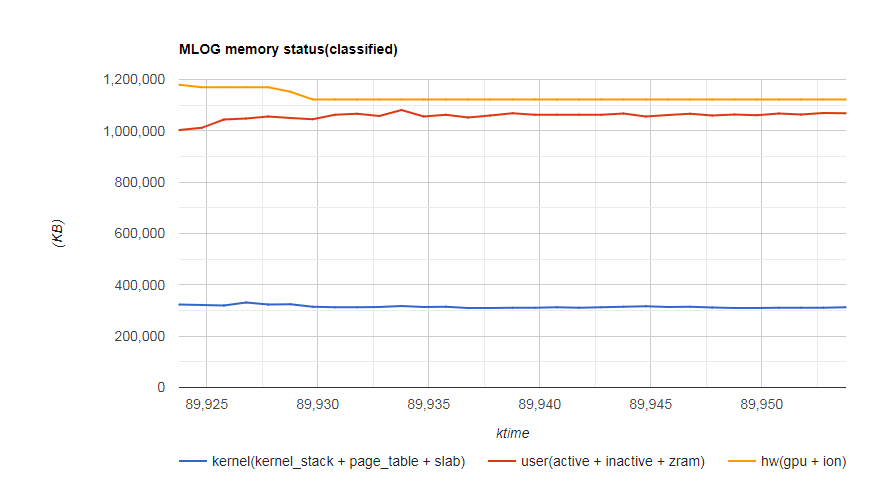 MLOG memory status(classified)
1,200,000
1,000,000
800,000
600,000
400,000
200,000
0
(KB)
89,925 89,930 89,935 89,940 89,945 89,950
ktime
kernel(kernel_stack + page_table + slab) user(active + inactive + zram) hw(gpu + ion)